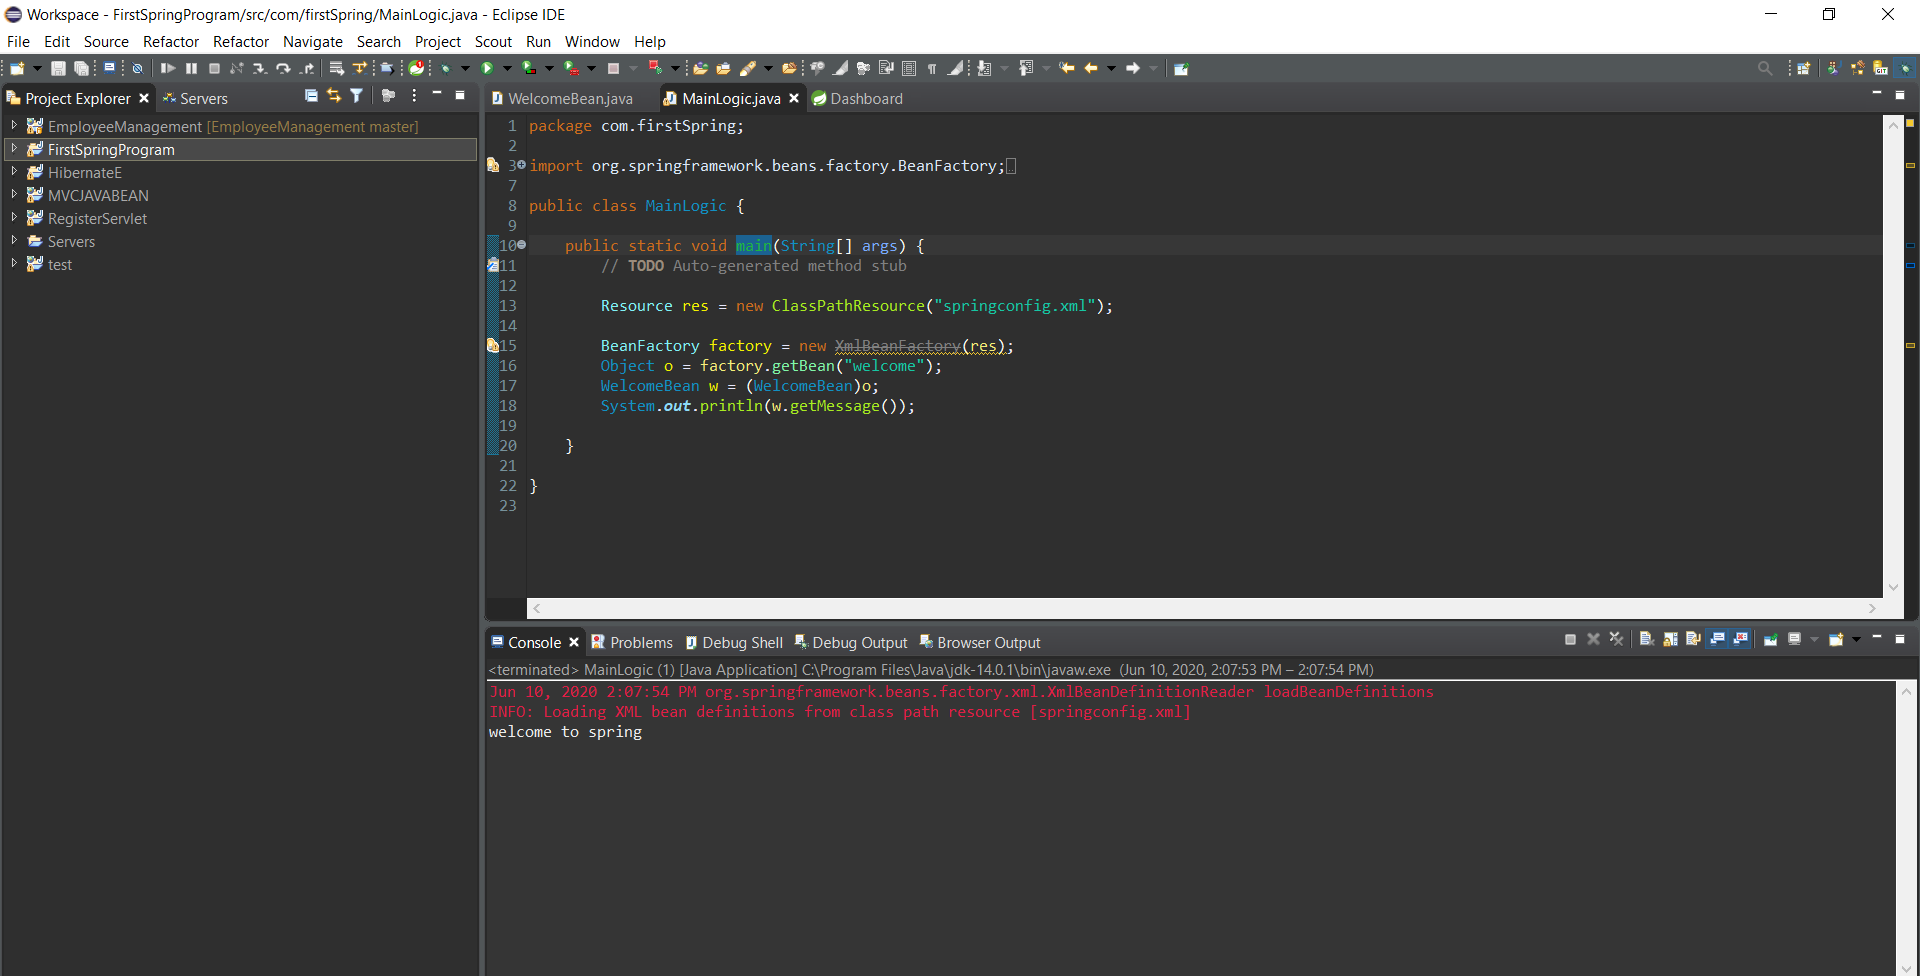 Workspace - FirstSpringProgram/src/com/firstSpring/MainLogic.java - Eclipse IDE
File Edit Source Refactor Refactor Navigate Search Project Scout Run Window Help
Project Explorer Servers
EmployeeManagement [EmployeeManagement master]
FirstSpringProgram
HibernateE
MVCJAVABEAN
RegisterServlet
Servers
test
WelcomeBean.java MainLogic.java Dashboard
1 package com.firstSpring;
2
3 import org.springframework.beans.factory.BeanFactory;
7
8 public class MainLogic {
9
10 public static void main(String[] args) {
11 // TODO Auto-generated method stub
12
13 Resource res = new ClassPathResource("springconfig.xml");
14
15 BeanFactory factory = new XmlBeanFactory(res);
16 Object o = factory.getBean("welcome");
17 WelcomeBean w = (WelcomeBean)o;
18 System.out.println(w.getMessage());
19
20 }
21
22 }
23
Console Problems Debug Shell Debug Output Browser Output
<terminated> MainLogic (1) [Java Application] C:\Program Files\Java\jdk-14.0.1\bin\javaw.exe (Jun 10, 2020, 2:07:53 PM – 2:07:54 PM)
Jun 10, 2020 2:07:54 PM org.springframework.beans.factory.xml.XmlBeanDefinitionReader loadBeanDefinitions
INFO: Loading XML bean definitions from class path resource [springconfig.xml]
welcome to spring